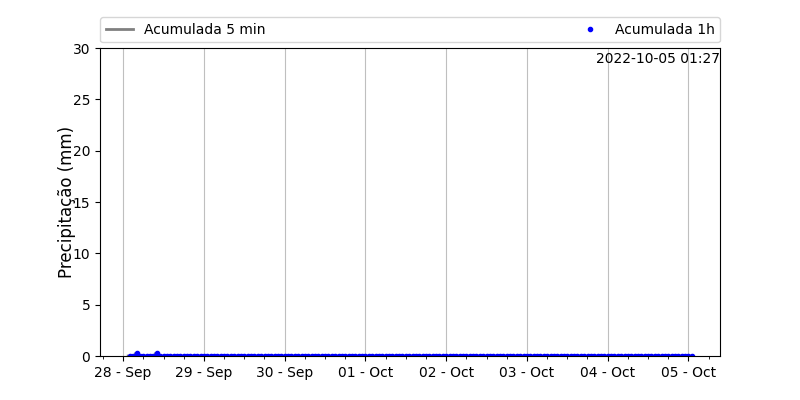 Acumulada 5 min
Acumulada 1h
2022-10-05 01:27
Precipitação (mm)
30
25
20
15
10
5
0
28 - Sep 29 - Sep 30 - Sep 01 - Oct 02 - Oct 03 - Oct 04 - Oct 05 - Oct